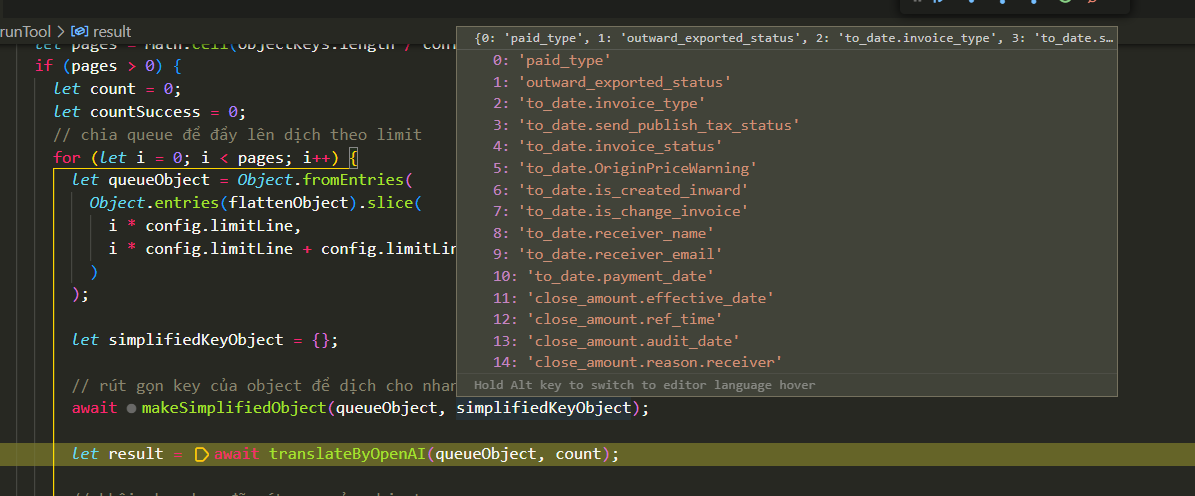 runTool > result
let pages = Math.ceil(objectKeys.length /
if (pages > 0) {
let count = 0;
let countSuccess = 0;
// chia queue để đẩy lên dịch theo limit
for (let i = 0; i < pages; i++) {
let queueObject = Object.fromEntries(
Object.entries(flattenObject).slice(
i * config.limitLine,
i * config.limitLine + config.limitLin
)
);
let simplifiedKeyObject = {};
// rút gọn key của object để dịch cho nhan
await makeSimplifiedObject(queueObject, simplifiedKeyObject);
let result = await translateByOpenAI(queueObject, count);
{0: 'paid_type', 1: 'outward_exported_status', 2: 'to_date.invoice_type', 3: 'to_date.s…
0: 'paid_type'
1: 'outward_exported_status'
2: 'to_date.invoice_type'
3: 'to_date.send_publish_tax_status'
4: 'to_date.invoice_status'
5: 'to_date.OriginPriceWarning'
6: 'to_date.is_created_inward'
7: 'to_date.is_change_invoice'
8: 'to_date.receiver_name'
9: 'to_date.receiver_email'
10: 'to_date.payment_date'
11: 'close_amount.effective_date'
12: 'close_amount.ref_time'
13: 'close_amount.audit_date'
14: 'close_amount.reason.receiver'
Hold Alt key to switch to editor language hover